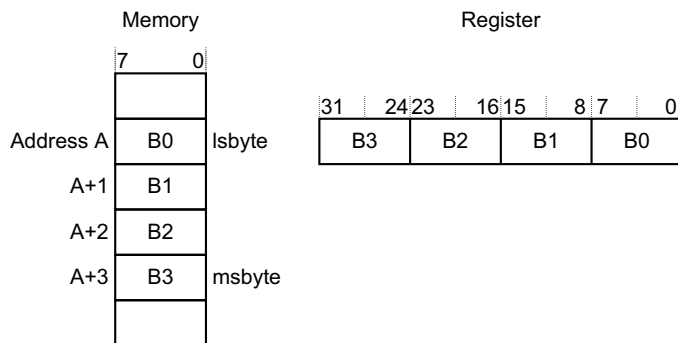 Memory
Register
7 0
31 24 23 16 15 8 7 0
Address A B0 lsbyte
B3 B2 B1 B0
A+1 B1
A+2 B2
A+3 B3 msbyte